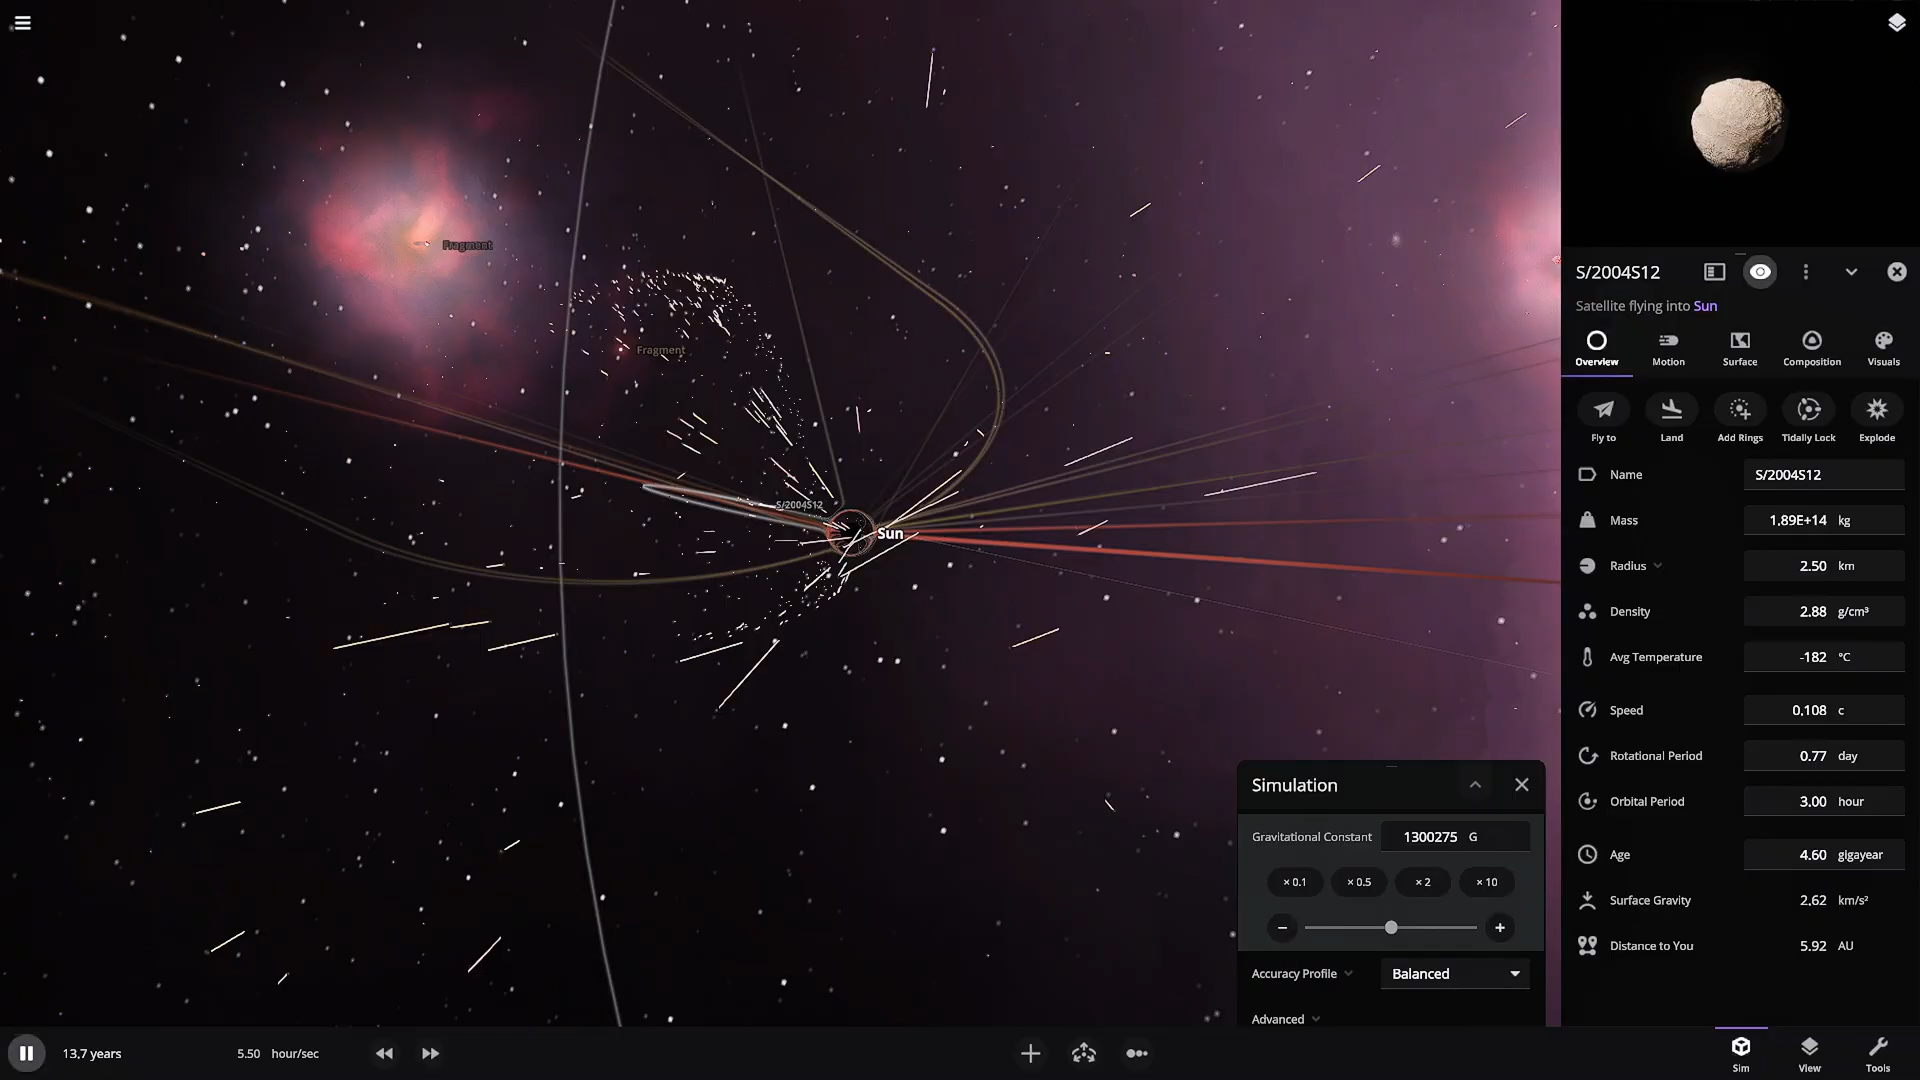 Fragment
Fragment
S/2004S12
Sun
S/2004S12
Satellite flying into Sun
Overview Motion Surface Composition Visuals
Fly to Land Add Rings Tidally Lock Explode
Name S/2004S12
Mass 1.89E+14 kg
Radius 2.50 km
Density 2.88 g/cm³
Avg Temperature -182 °C
Speed 0.108 c
Rotational Period 0.77 day
Orbital Period 3.00 hour
Age 4.60 gigayear
Surface Gravity 2.62 km/s²
Distance to You 5.92 AU
Simulation
Gravitational Constant 1300275 G
× 0.1 × 0.5 × 2 × 10
Accuracy Profile Balanced
Advanced
13.7 years 5.50 hour/sec
Sim View Tools